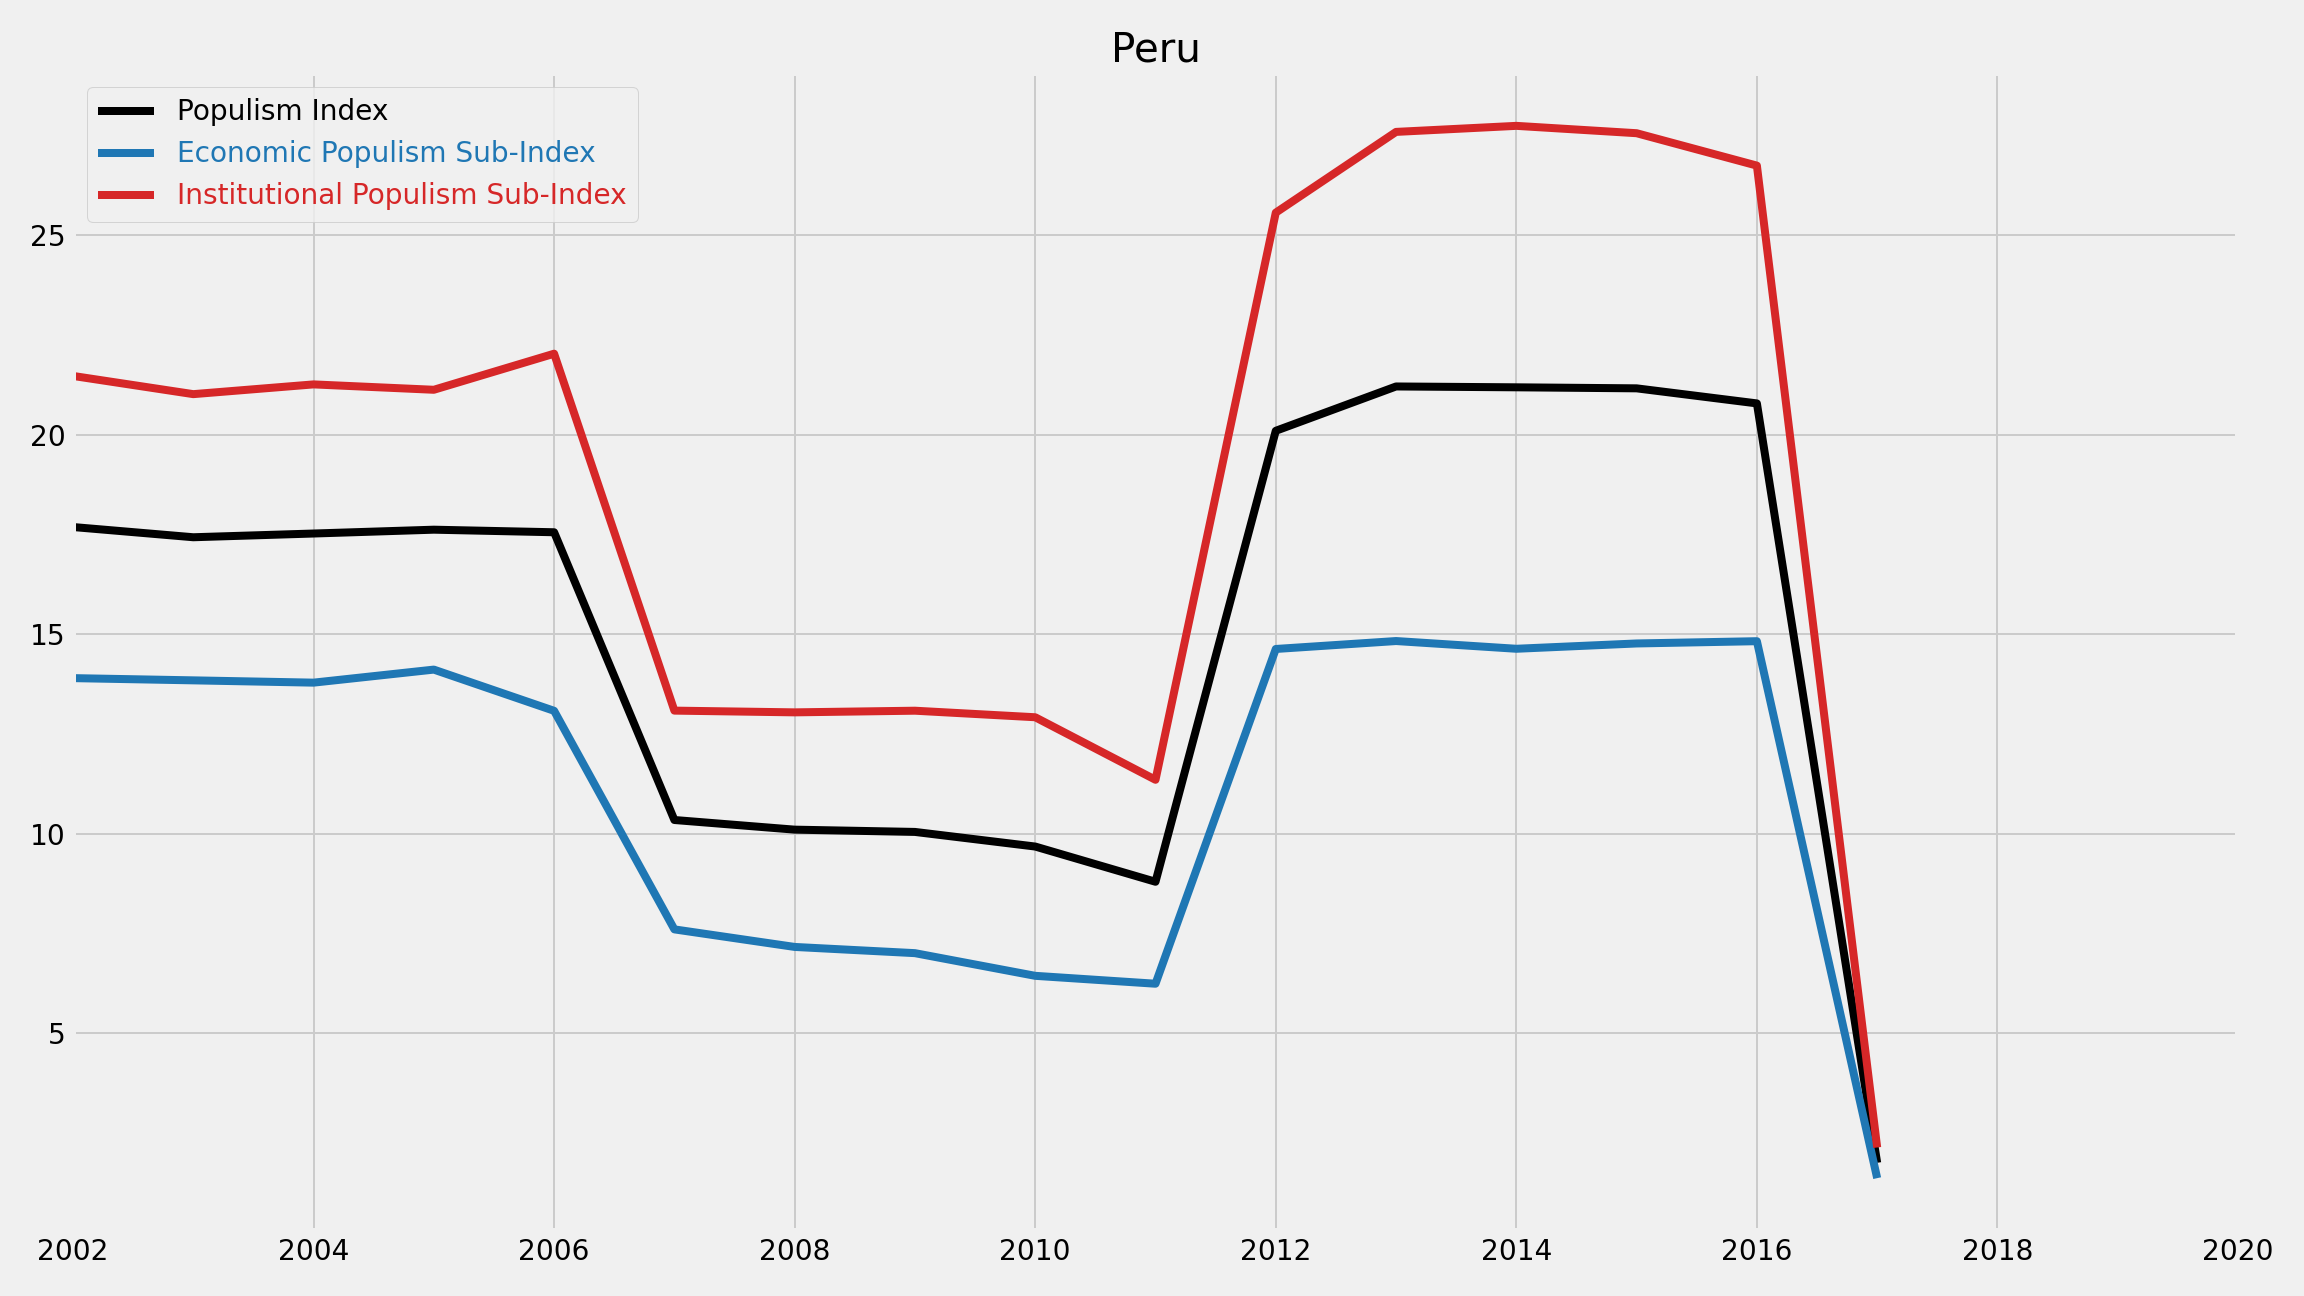 Peru
Populism Index
Economic Populism Sub-Index
Institutional Populism Sub-Index
25
20
15
10
5
2002 2004 2006 2008 2010 2012 2014 2016 2018 2020